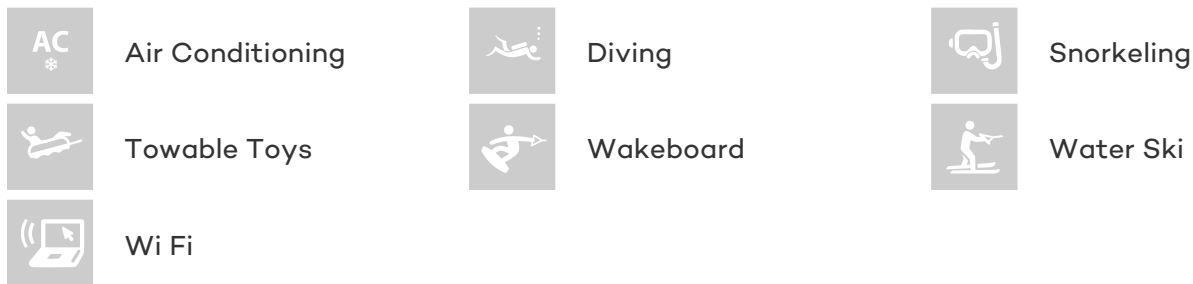 AC
Air Conditioning
Diving
Snorkeling
Towable Toys
Wakeboard
Water Ski
Wi Fi